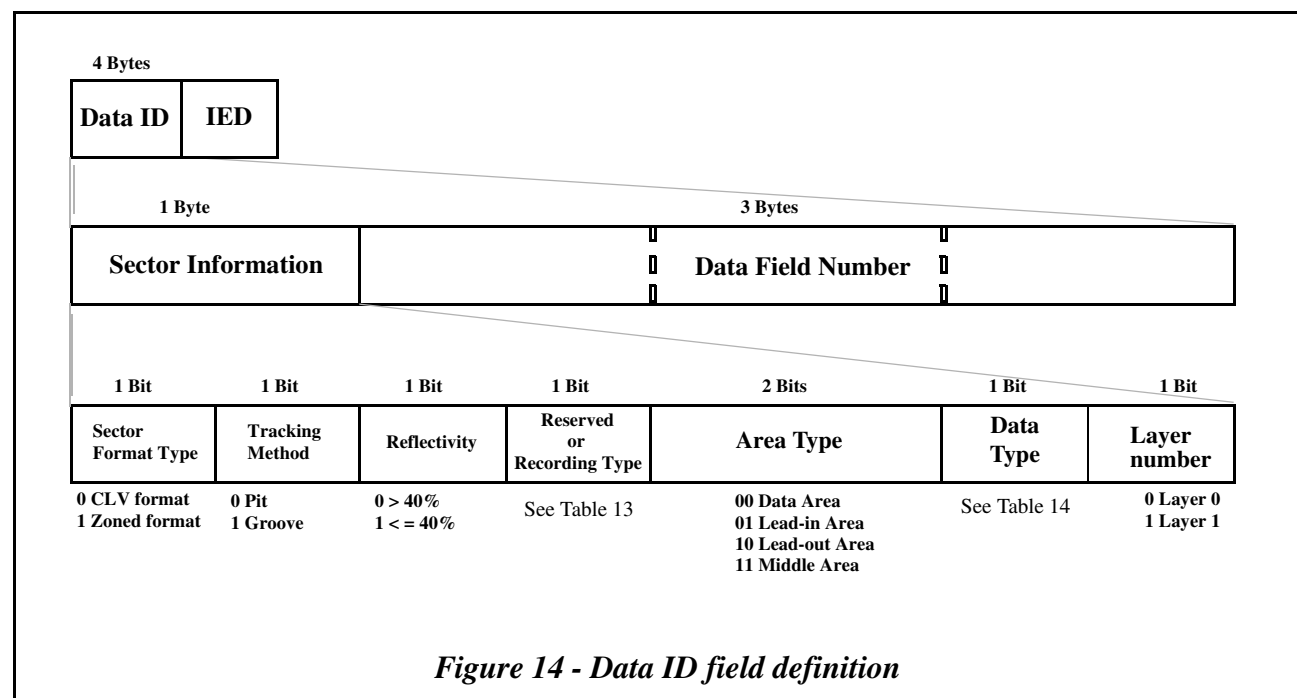 4 Bytes
Data ID IED
1 Byte 3 Bytes
Sector Information Data Field Number
1 Bit 1 Bit 1 Bit 1 Bit 2 Bits 1 Bit 1 Bit
Sector
Format Type
Tracking
Method
Reflectivity
Reserved
or
Recording Type
Area Type
Data
Type
Layer
number
0 CLV format
1 Zoned format
0 Pit
1 Groove
0 > 40%
1 < = 40%
See Table 13
00 Data Area
01 Lead-in Area
10 Lead-out Area
11 Middle Area
See Table 14
0 Layer 0
1 Layer 1
Figure 14 - Data ID field definition